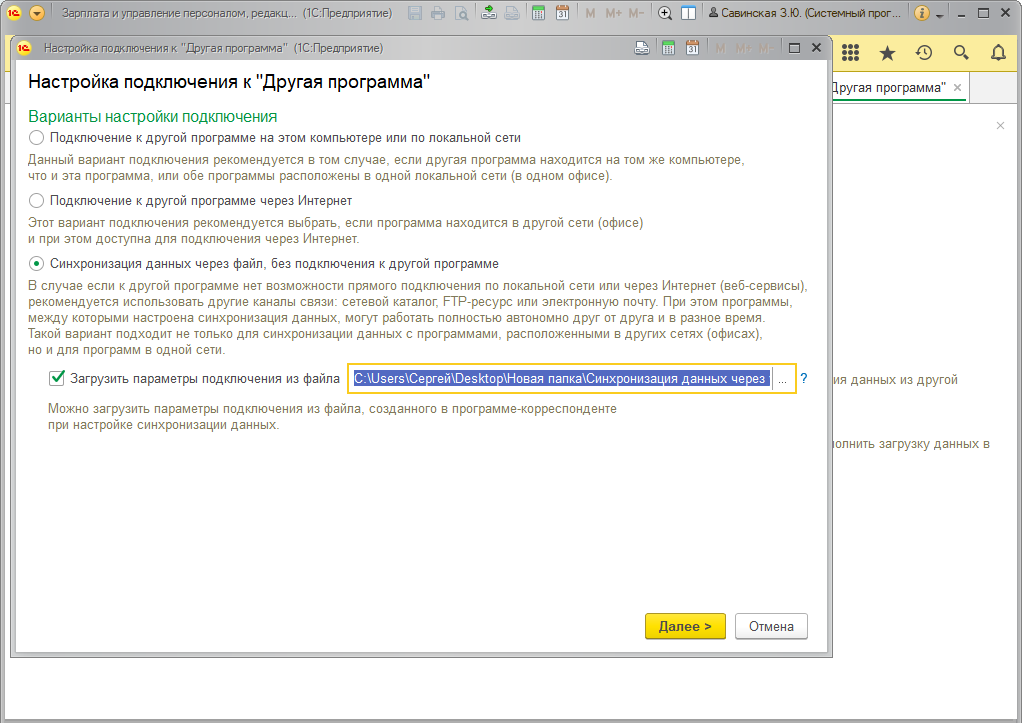 Зарплата и управление персоналом, редакц... (1С:Предприятие)
31
M M+ M-
Савинская З.Ю. (Системный прог...
Настройка подключения к "Другая программа" (1С:Предприятие)
31
M M+ M-
Настройка подключения к "Другая программа"
Другая программа"
Варианты настройки подключения
Подключение к другой программе на этом компьютере или по локальной сети
Данный вариант подключения рекомендуется в том случае, если другая программа находится на том же компьютере,
что и эта программа, или обе программы расположены в одной локальной сети (в одном офисе).
Подключение к другой программе через Интернет
Этот вариант подключения рекомендуется выбрать, если программа находится в другой сети (офисе)
и при этом доступна для подключения через Интернет.
Синхронизация данных через файл, без подключения к другой программе
В случае если к другой программе нет возможности прямого подключения по локальной сети или через Интернет (веб-сервисы),
рекомендуется использовать другие каналы связи: сетевой каталог, FTP-ресурс или электронную почту. При этом программы,
между которыми настроена синхронизация данных, могут работать полностью автономно друг от друга и в разное время.
Такой вариант подходит не только для синхронизации данных с программами, расположенными в других сетях (офисах),
но и для программ в одной сети.
Загрузить параметры подключения из файла C:\Users\Сергей\Desktop\Новая папка\Синхронизация данных через ... ?
ия данных из другой
Можно загрузить параметры подключения из файла, созданного в программе-корреспонденте
при настройке синхронизации данных.
олнить загрузку данных в
Далее > Отмена